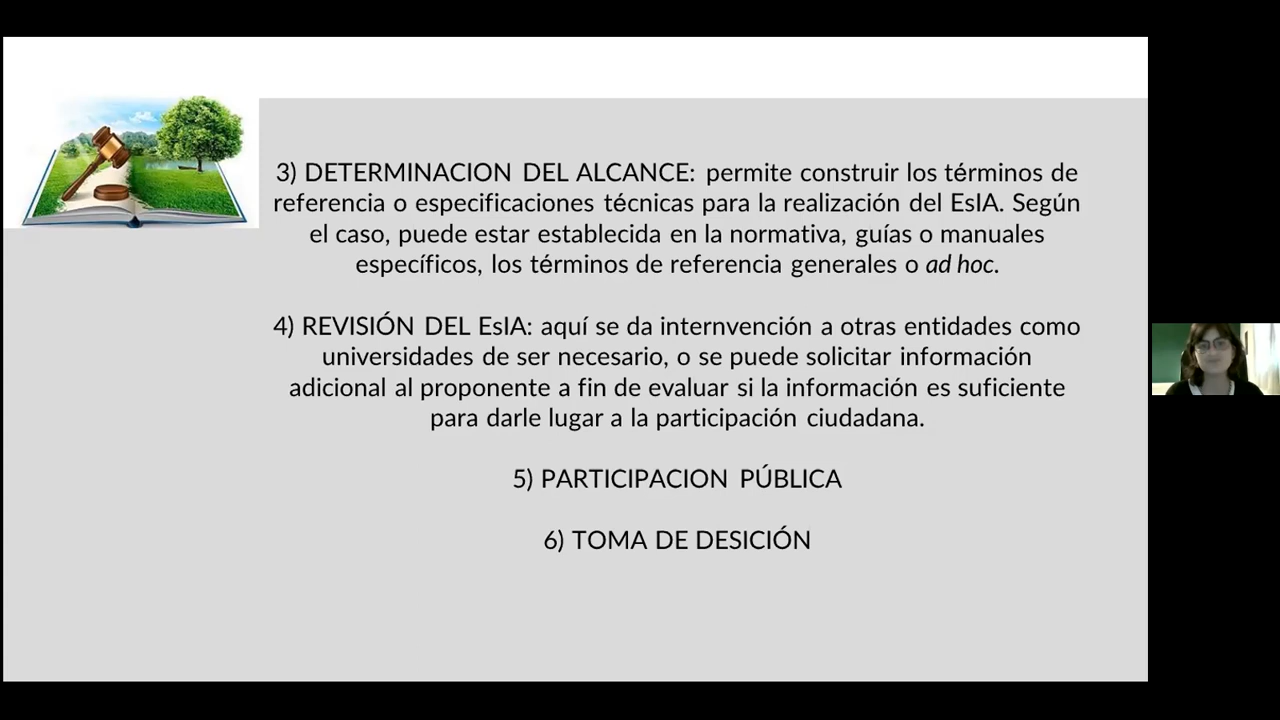 3) DETERMINACION DEL ALCANCE: permite construir los términos de
referencia o especificaciones técnicas para la realización del EsIA. Según
el caso, puede estar establecida en la normativa, guías o manuales
específicos, los términos de referencia generales o ad hoc.
4) REVISIÓN DEL EsIA: aquí se da internvención a otras entidades como
universidades de ser necesario, o se puede solicitar información
adicional al proponente a fin de evaluar si la información es suficiente
para darle lugar a la participación ciudadana.
5) PARTICIPACION PÚBLICA
6) TOMA DE DESICIÓN